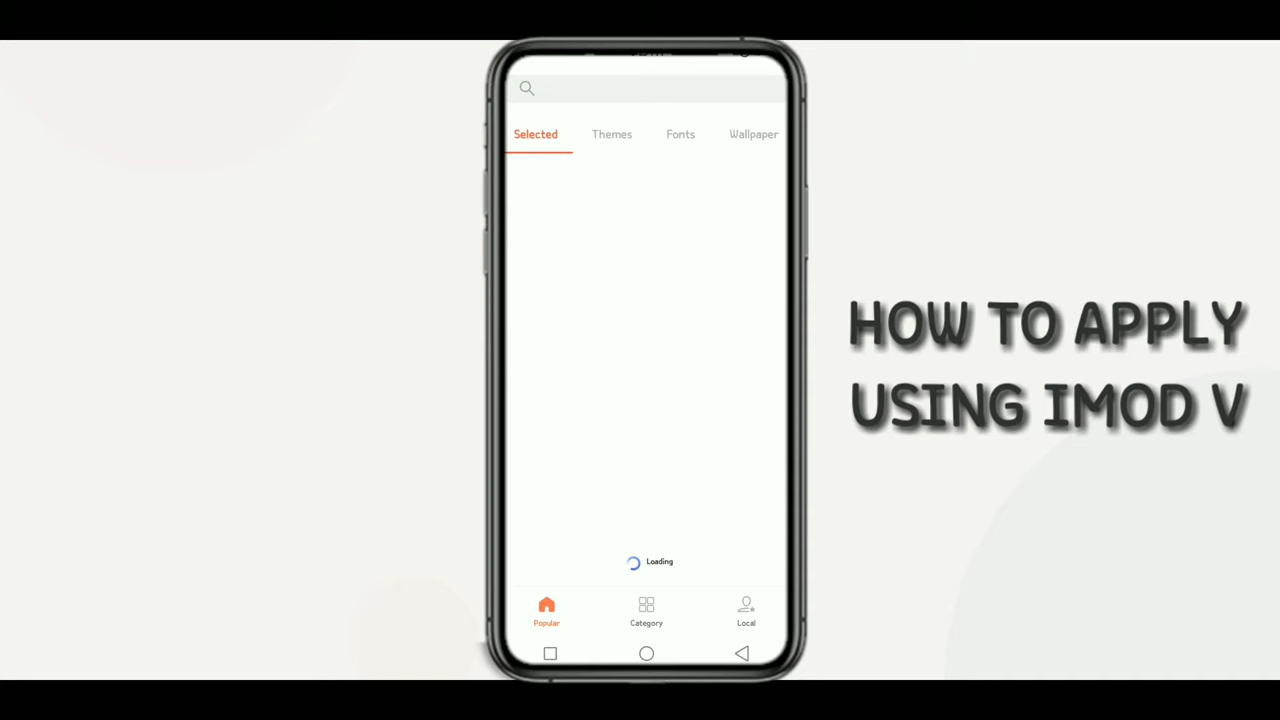 Selected Themes Fonts Wallpaper
HOW TO APPLY
USING IMOD V
Loading
Popular Category Local